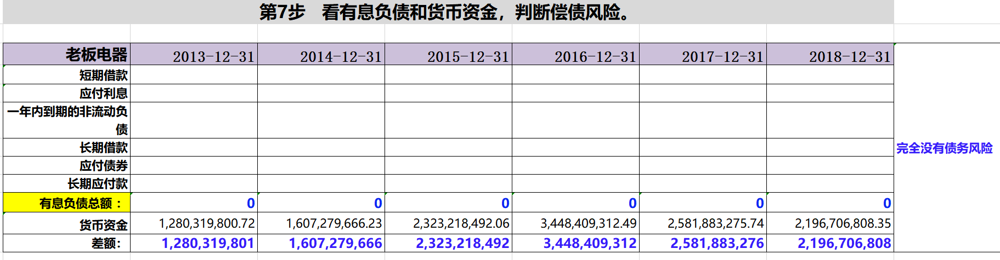 第7步　看有息负债和货币资金，判断偿债风险。
老板电器 2013-12-31 2014-12-31 2015-12-31 2016-12-31 2017-12-31 2018-12-31
短期借款
应付利息
一年内到期的非流动负
债
长期借款
完全没有债务风险
应付债券
长期应付款
有息负债总额： 0 0 0 0 0 0
货币资金 1,280,319,800.72 1,607,279,666.23 2,323,218,492.06 3,448,409,312.49 2,581,883,275.74 2,196,706,808.35
差额： 1,280,319,801 1,607,279,666 2,323,218,492 3,448,409,312 2,581,883,276 2,196,706,808